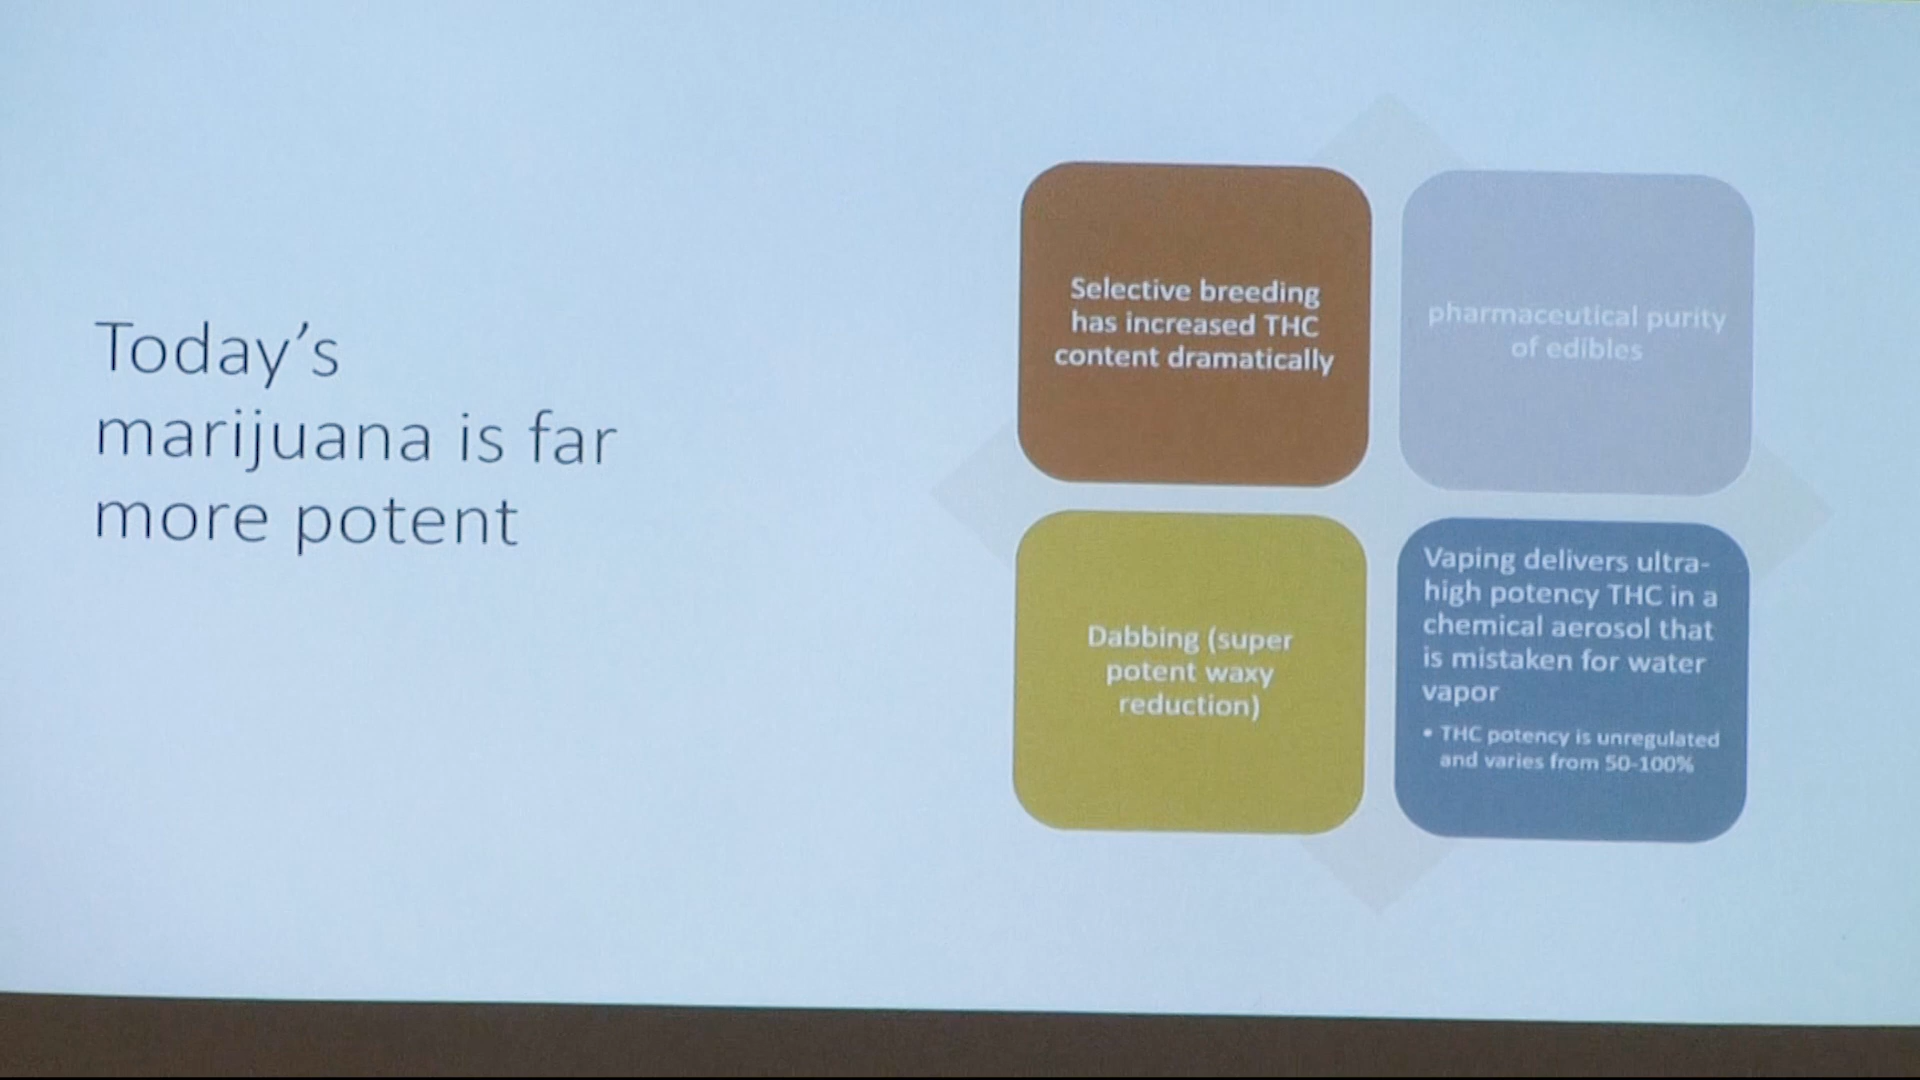 Today's
marijuana is far
more potent
Selective breeding
has increased THC
content dramatically
pharmaceutical purity
of edibles
Dabbing (super
potent waxy
reduction)
Vaping delivers ultra-
high potency THC in a
chemical aerosol that
is mistaken for water
vapor
• THC potency is unregulated
and varies from 50-100%